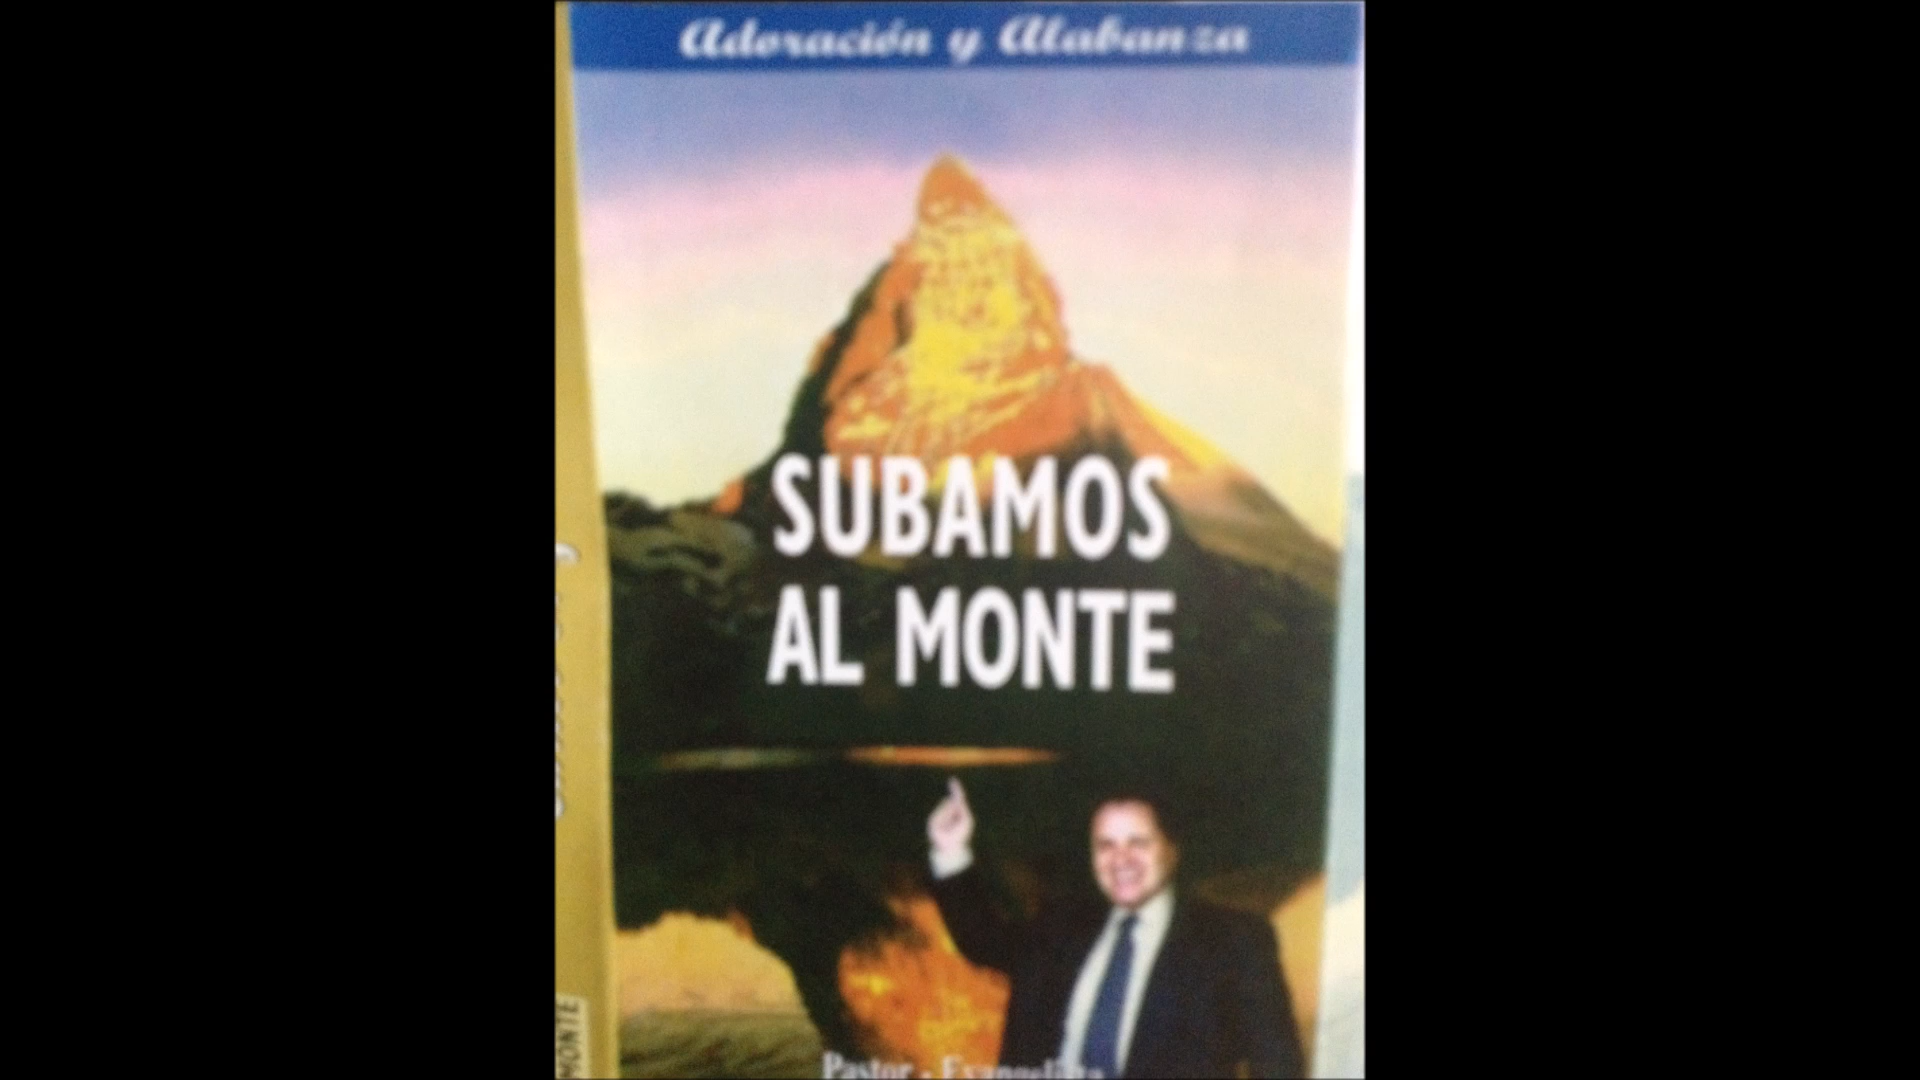 Adoración y Alabanza
SUBAMOS
AL MONTE
Pastor - Evangelista
MONTE